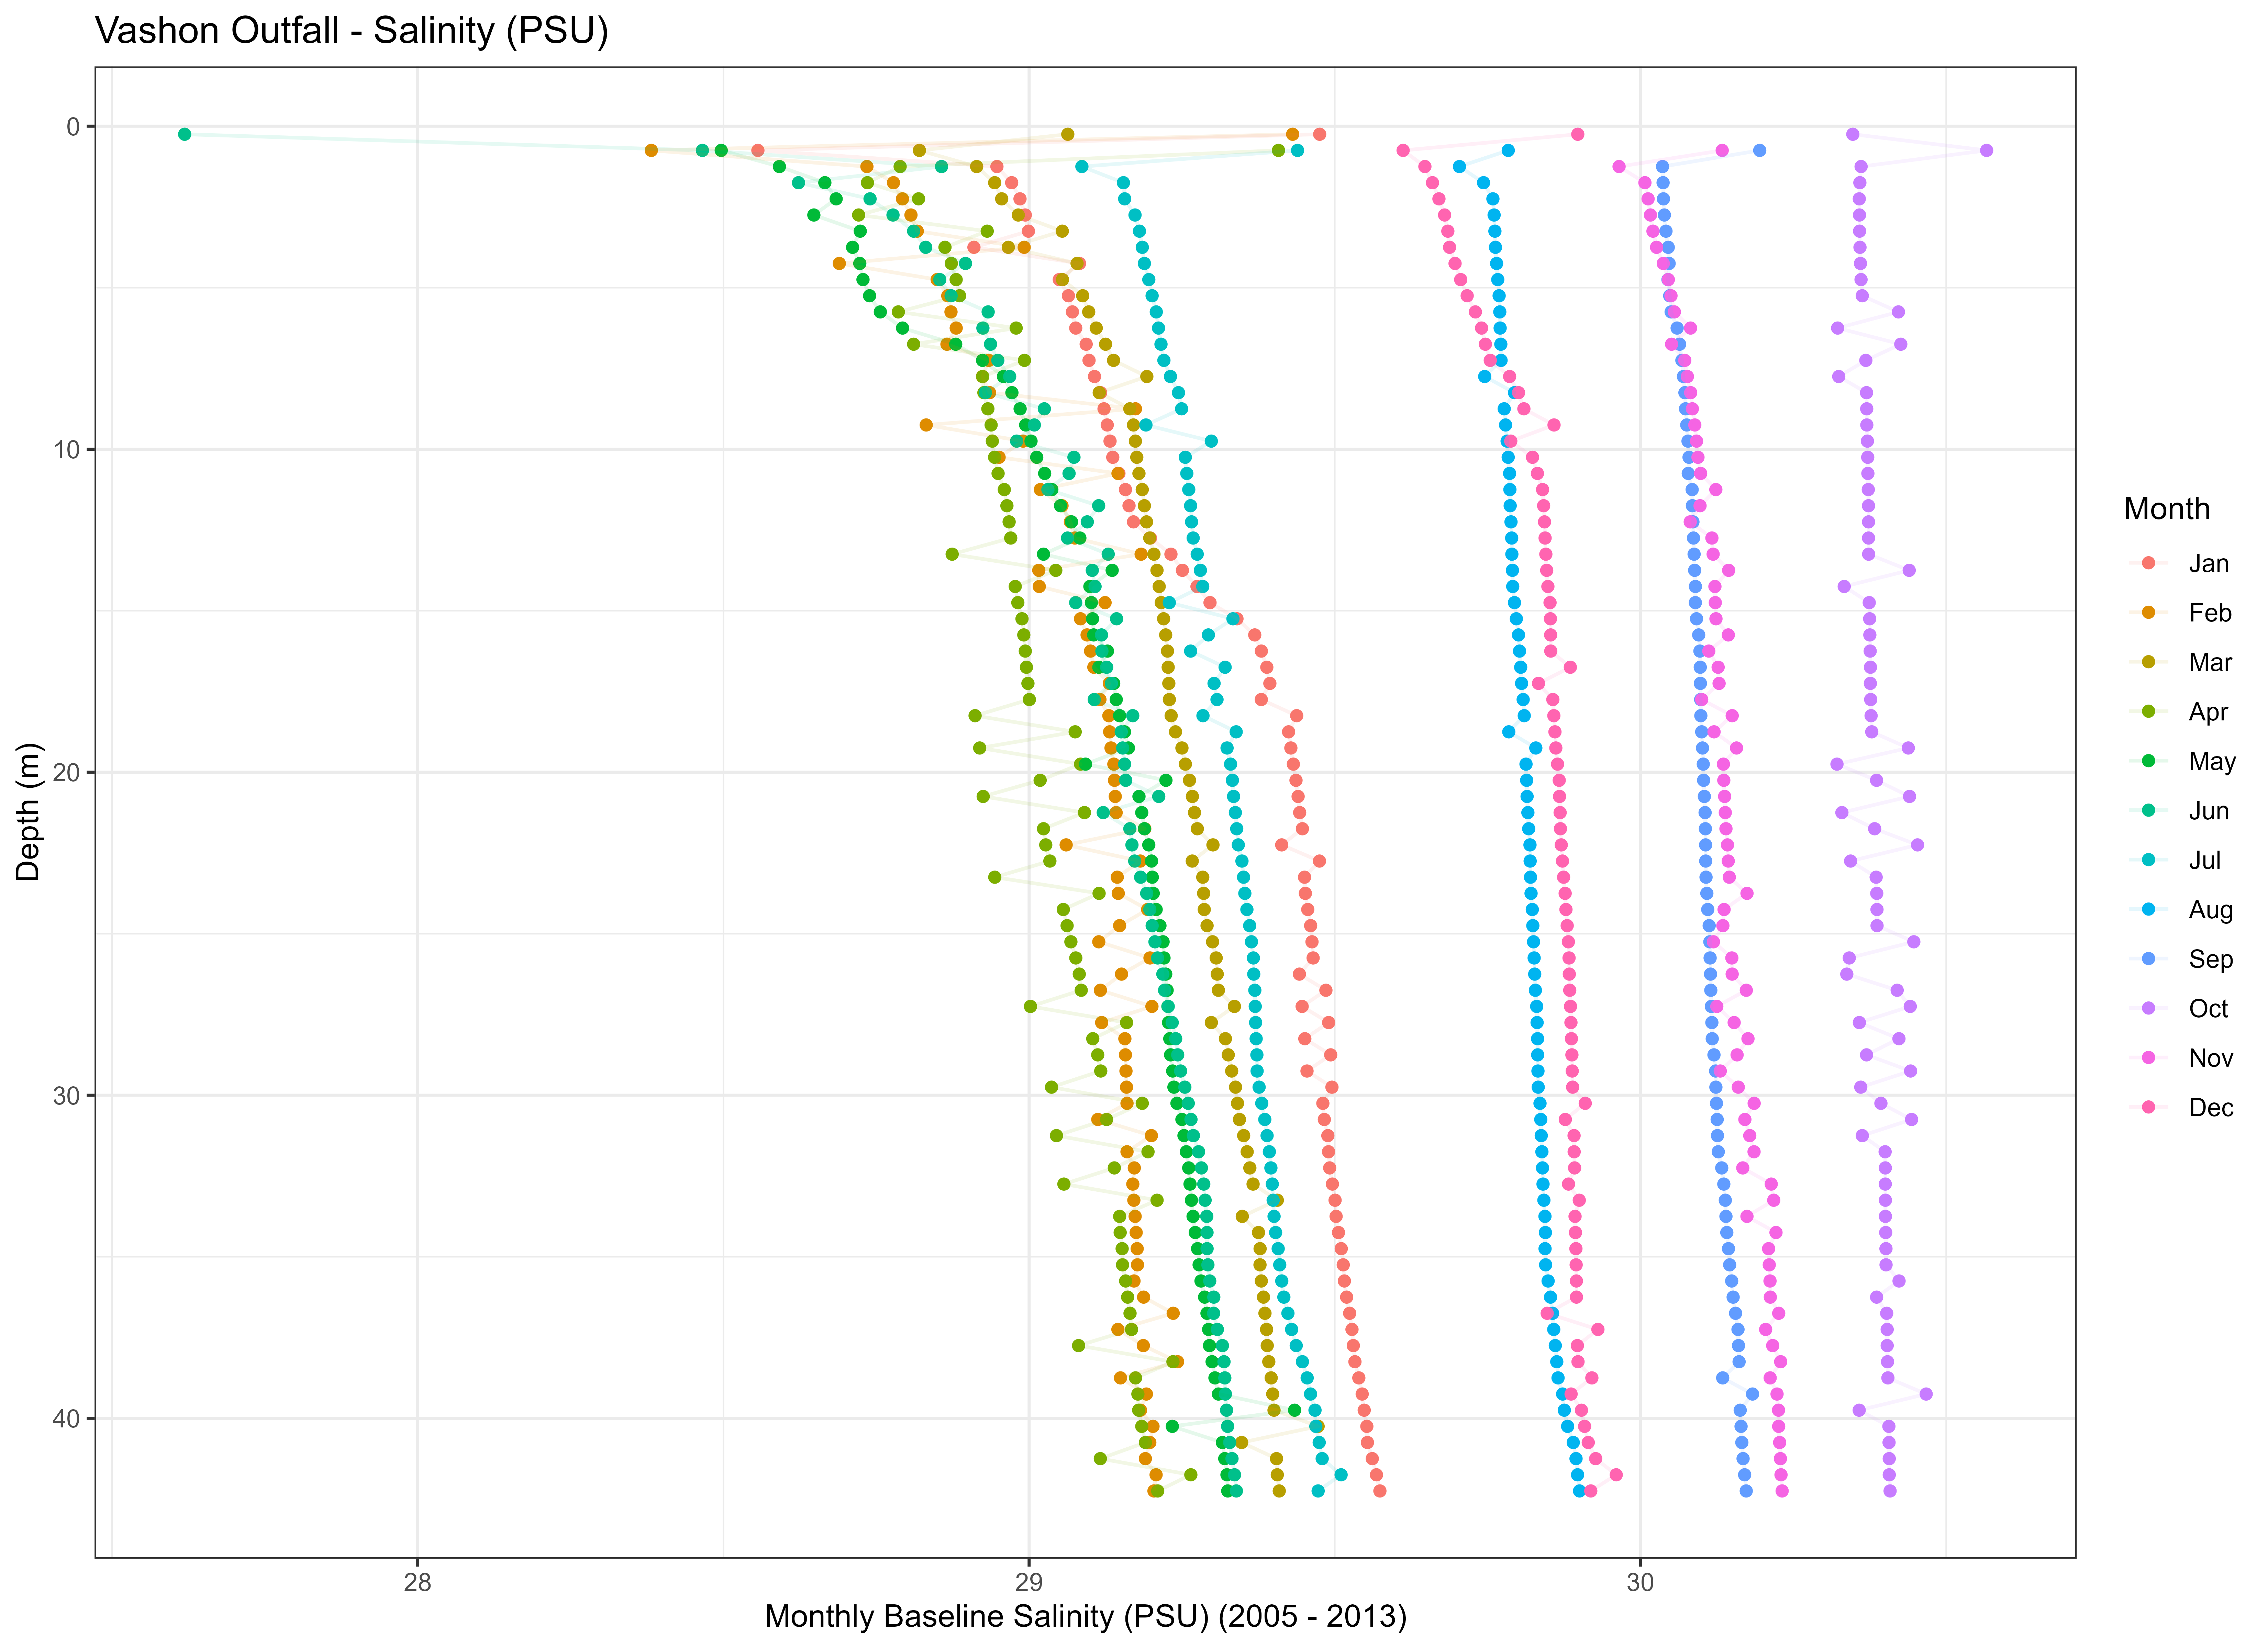 Vashon Outfall - Salinity (PSU)
0
10
20
30
40
Depth (m)
28
29
30
Monthly Baseline Salinity (PSU) (2005 - 2013)
Month
Jan
Feb
Mar
Apr
May
Jun
Jul
Aug
Sep
Oct
Nov
Dec